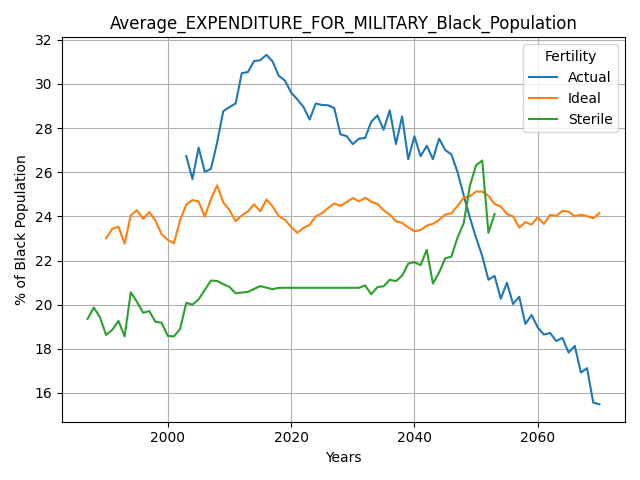 Average_EXPENDITURE_FOR_MILITARY_Black_Population
32
30
28
26
24
22
20
18
16
% of Black Population
Fertility
Actual
Ideal
Sterile
2000 2020 2040 2060
Years